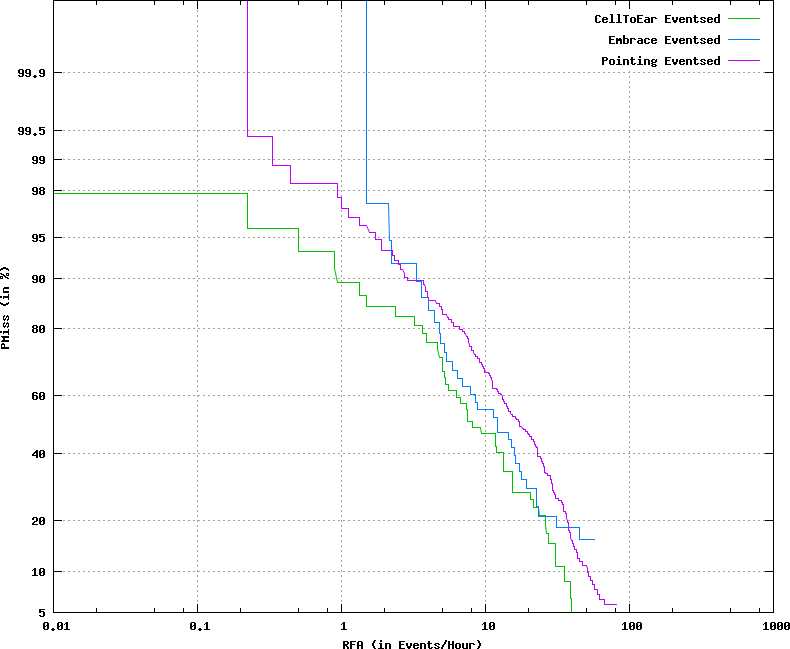 CellToEar Eventsed
Embrace Eventsed
Pointing Eventsed
99.9
99.5
99
98
95
90
80
60
40
20
10
5
PMiss (in %)
0.01 0.1 1 10 100 1000
RFA (in Events/Hour)